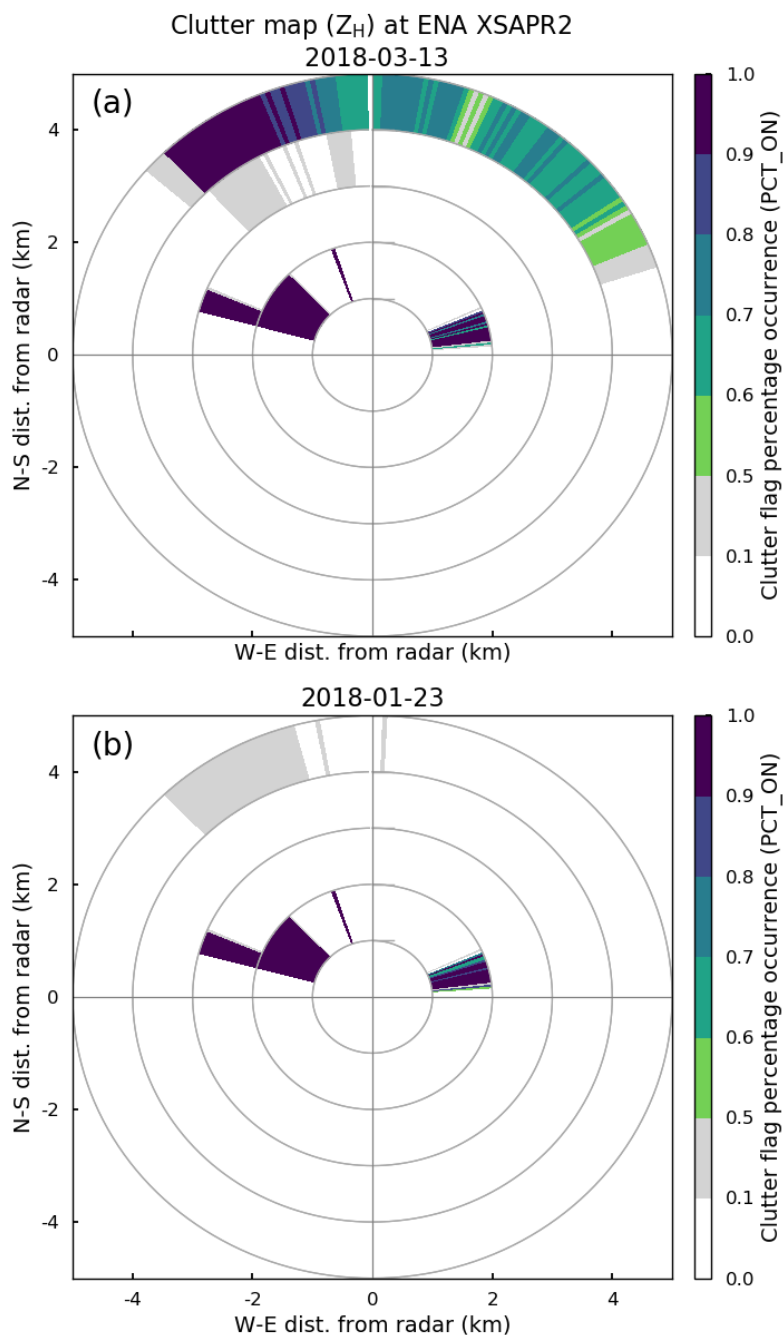 Clutter map (Z_H) at ENA XSAPR2
2018-03-13
(a)
4
2
0
-2
-4
N-S dist. from radar (km)
W-E dist. from radar (km)
1.0
0.9
0.8
0.7
0.6
0.5
0.1
0.0
Clutter flag percentage occurrence (PCT_ON)
2018-01-23
(b)
4
2
0
-2
-4
N-S dist. from radar (km)
-4 -2 0 2 4
W-E dist. from radar (km)
1.0
0.9
0.8
0.7
0.6
0.5
0.1
0.0
Clutter flag percentage occurrence (PCT_ON)